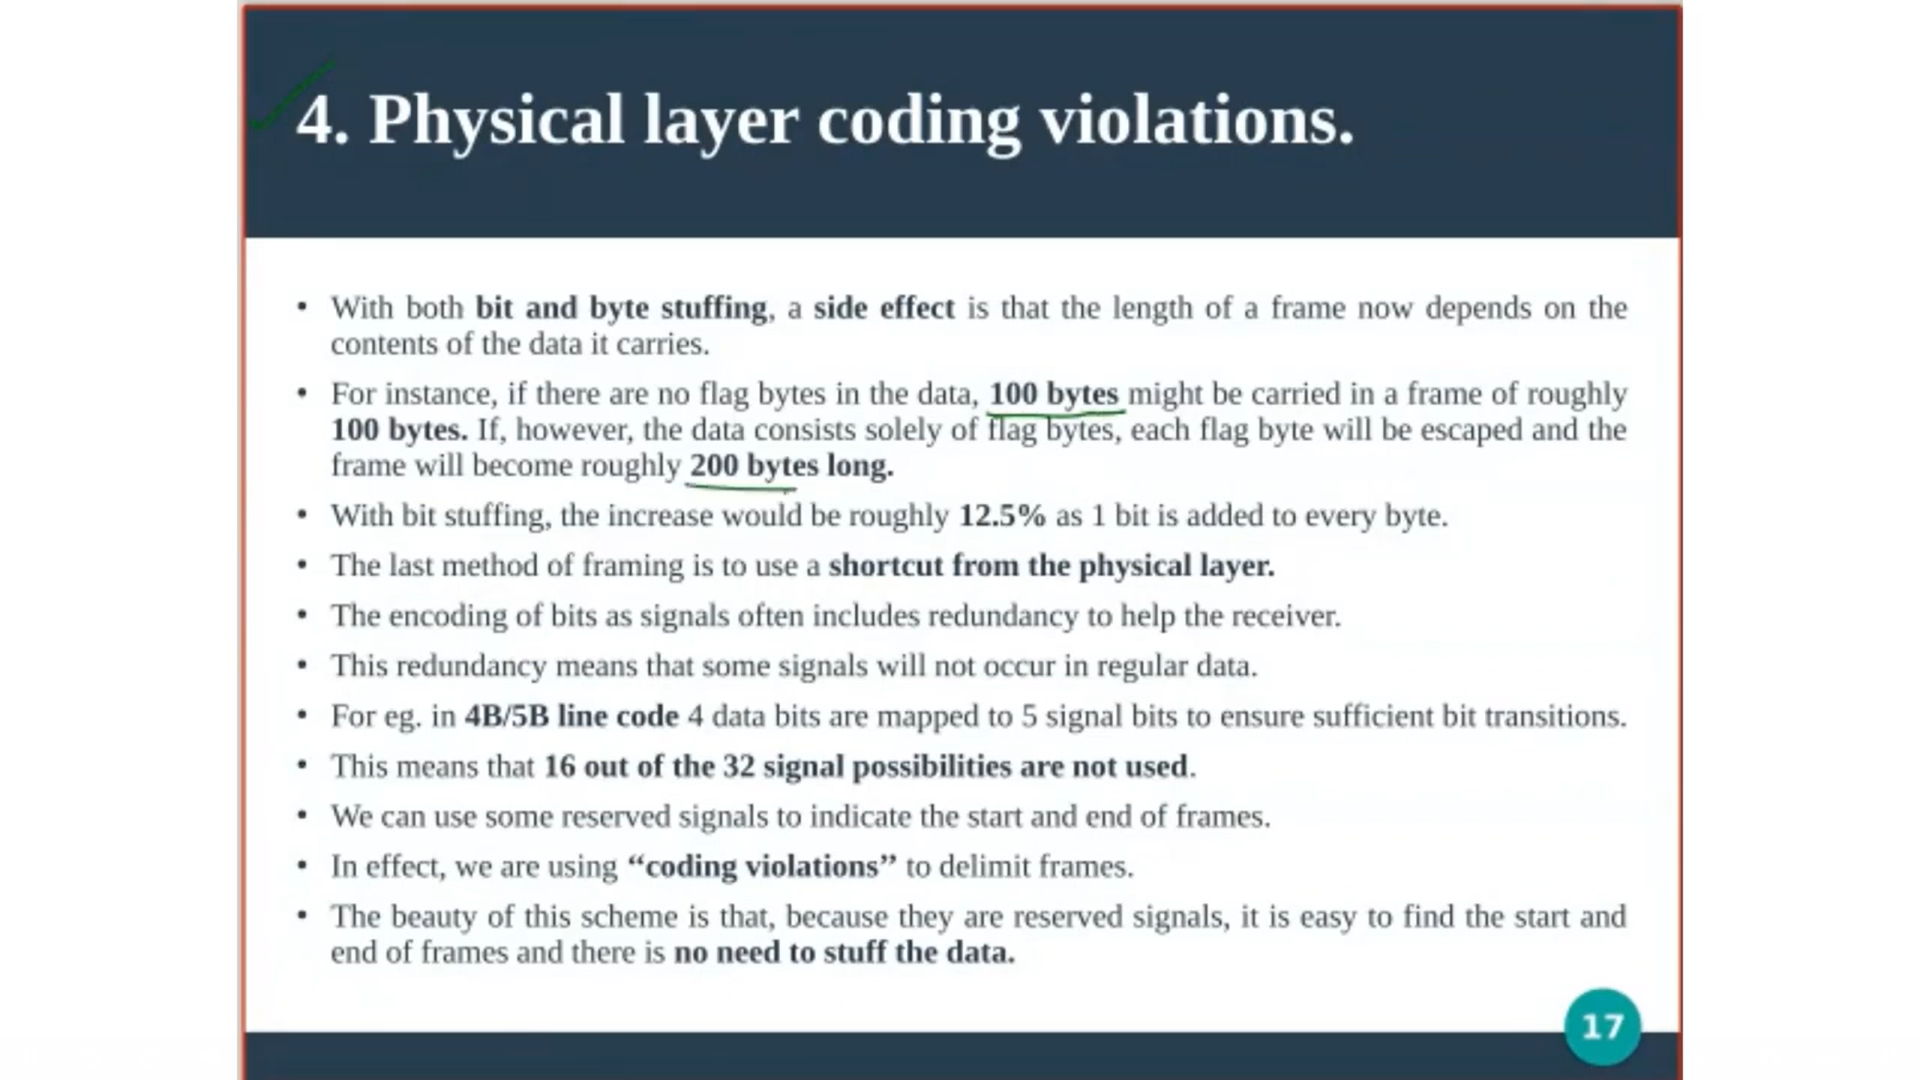 4. Physical layer coding violations.
• With both bit and byte stuffing, a side effect is that the length of a frame now depends on the
contents of the data it carries.
• For instance, if there are no flag bytes in the data, 100 bytes might be carried in a frame of roughly
100 bytes. If, however, the data consists solely of flag bytes, each flag byte will be escaped and the
frame will become roughly 200 bytes long.
• With bit stuffing, the increase would be roughly 12.5% as 1 bit is added to every byte.
• The last method of framing is to use a shortcut from the physical layer.
• The encoding of bits as signals often includes redundancy to help the receiver.
• This redundancy means that some signals will not occur in regular data.
• For eg. in 4B/5B line code 4 data bits are mapped to 5 signal bits to ensure sufficient bit transitions.
• This means that 16 out of the 32 signal possibilities are not used.
• We can use some reserved signals to indicate the start and end of frames.
• In effect, we are using “coding violations” to delimit frames.
• The beauty of this scheme is that, because they are reserved signals, it is easy to find the start and
end of frames and there is no need to stuff the data.
17